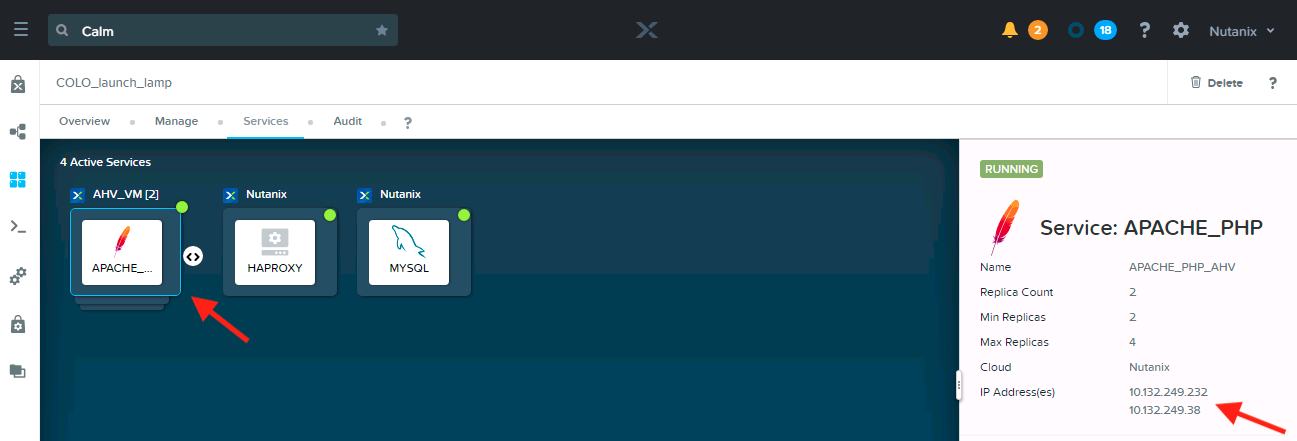 Calm
2
18
?
Nutanix
COLO_launch_lamp
Delete
?
Overview
Manage
Services
Audit
?
4 Active Services
AHV_VM [2]
Nutanix
Nutanix
APACHE_...
HAPROXY
MYSQL
RUNNING
Service: APACHE_PHP
Name APACHE_PHP_AHV
Replica Count 2
Min Replicas 2
Max Replicas 4
Cloud Nutanix
IP Address(es) 10.132.249.232
10.132.249.38